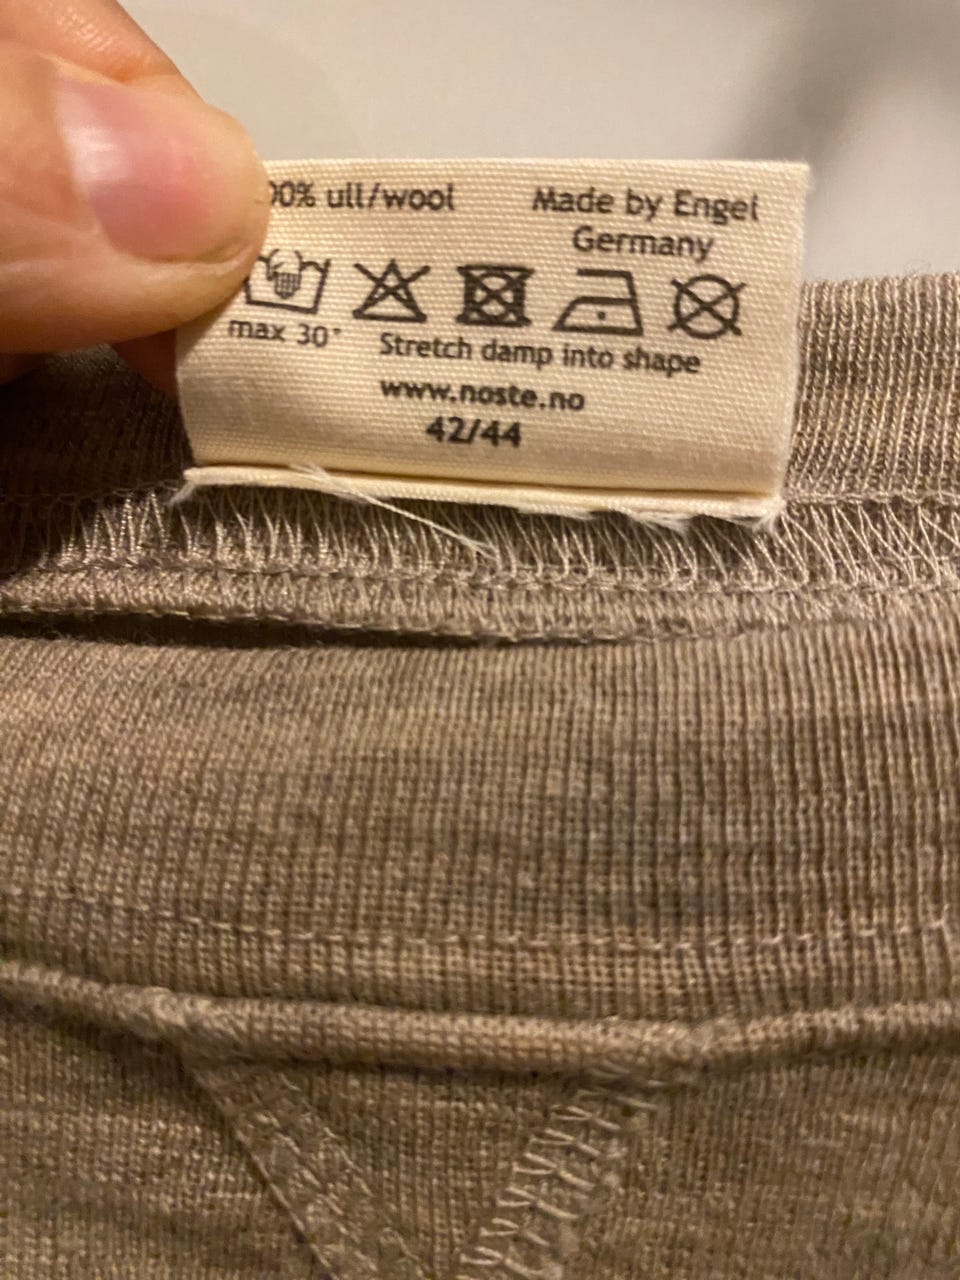 00% ull/wool
Made by Engel
Germany
max 30°
Stretch damp into shape
www.noste.no
42/44